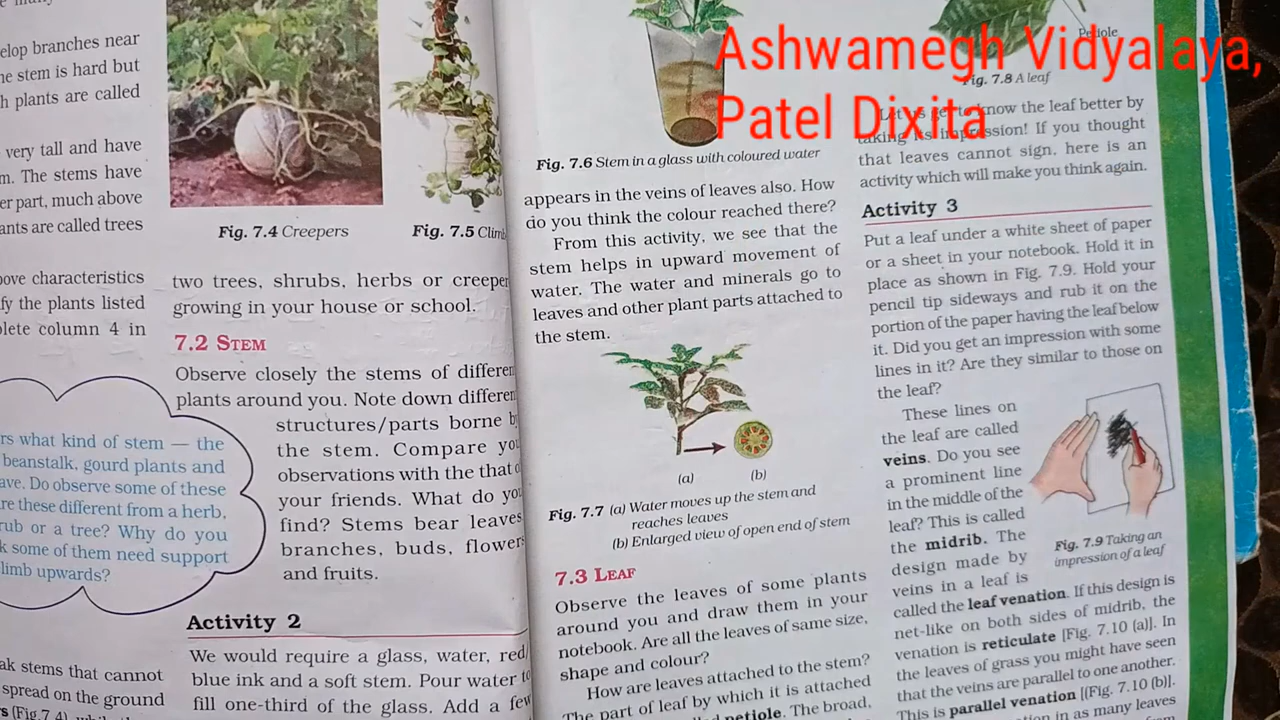 Ashwamegh Vidyalaya,
Patel Dixita
elop branches near
stem is hard but
plants are called
very tall and have
The stems have
er part, much above
are called trees
characteristics
fy the plants listed
column 4 in
rs what kind of stem — the
beanstalk, gourd plants and
ave. Do observe some of these
re these different from a herb,
rub or a tree? Why do you
k some of them need support
limb upwards?
ak stems that cannot
spread on the ground
(Fig.7.4)
Fig. 7.4 Creepers
Fig. 7.5 Climb
two trees, shrubs, herbs or creeper
growing in your house or school.
7.2 STEM
Observe closely the stems of differen
plants around you. Note down differen
structures/parts borne b
the stem. Compare you
observations with the that o
your friends. What do you
find? Stems bear leaves
branches, buds, flowers
and fruits.
Activity 2
We would require a glass, water, red/
blue ink and a soft stem. Pour water to
fill one-third of the glass. Add a few
Fig. 7.6 Stem in a glass with coloured water
appears in the veins of leaves also. How
do you think the colour reached there?
From this activity, we see that the
stem helps in upward movement of
water. The water and minerals go to
leaves and other plant parts attached to
the stem.
(a) (b)
Fig. 7.7 (a) Water moves up the stem and
reaches leaves
(b) Enlarged view of open end of stem
7.3 LEAF
Observe the leaves of some plants
around you and draw them in your
notebook. Are all the leaves of same size,
shape and colour?
How are leaves attached to the stem?
The part of leaf by which it is attached
petiole. The broad,
Petiole
Fig. 7.8 A leaf
Let us get to know the leaf better by
taking its impression! If you thought
that leaves cannot sign, here is an
activity which will make you think again.
Activity 3
Put a leaf under a white sheet of paper
or a sheet in your notebook. Hold it in
place as shown in Fig. 7.9. Hold your
pencil tip sideways and rub it on the
portion of the paper having the leaf below
it. Did you get an impression with some
lines in it? Are they similar to those on
the leaf?
These lines on
the leaf are called
veins. Do you see
a prominent line
in the middle of the
leaf? This is called
the midrib. The
design made by
veins in a leaf is
called the leaf venation. If this design is
net-like on both sides of midrib, the
venation is reticulate [Fig. 7.10 (a)]. In
the leaves of grass you might have seen
that the veins are parallel to one another.
This is parallel venation [(Fig. 7.10 (b)].
in as many leaves
Fig. 7.9 Taking an
impression of a leaf